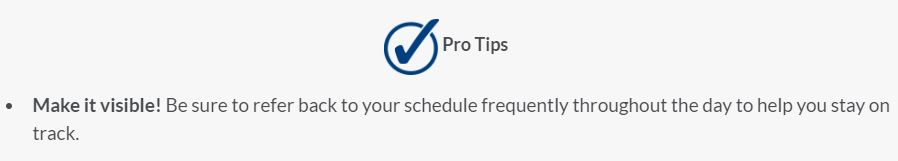 Pro Tips
• Make it visible! Be sure to refer back to your schedule frequently throughout the day to help you stay on
track.